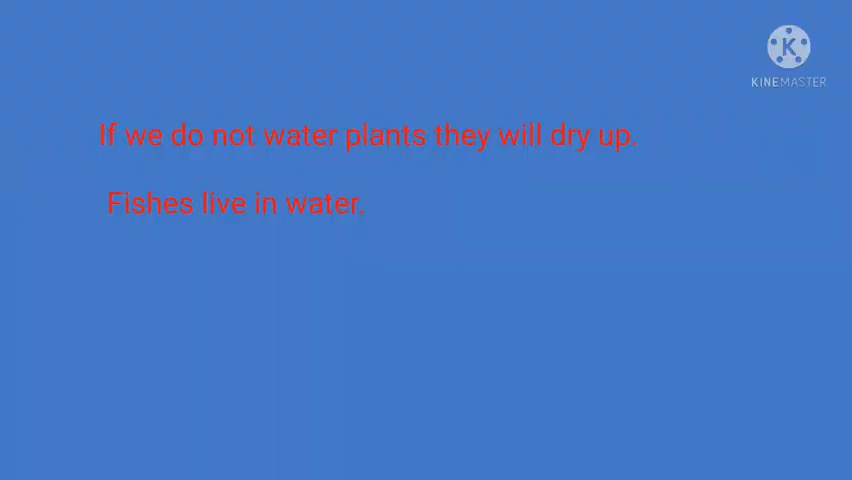 KINEMASTER
If we do not water plants they will dry up.
Fishes live in water.